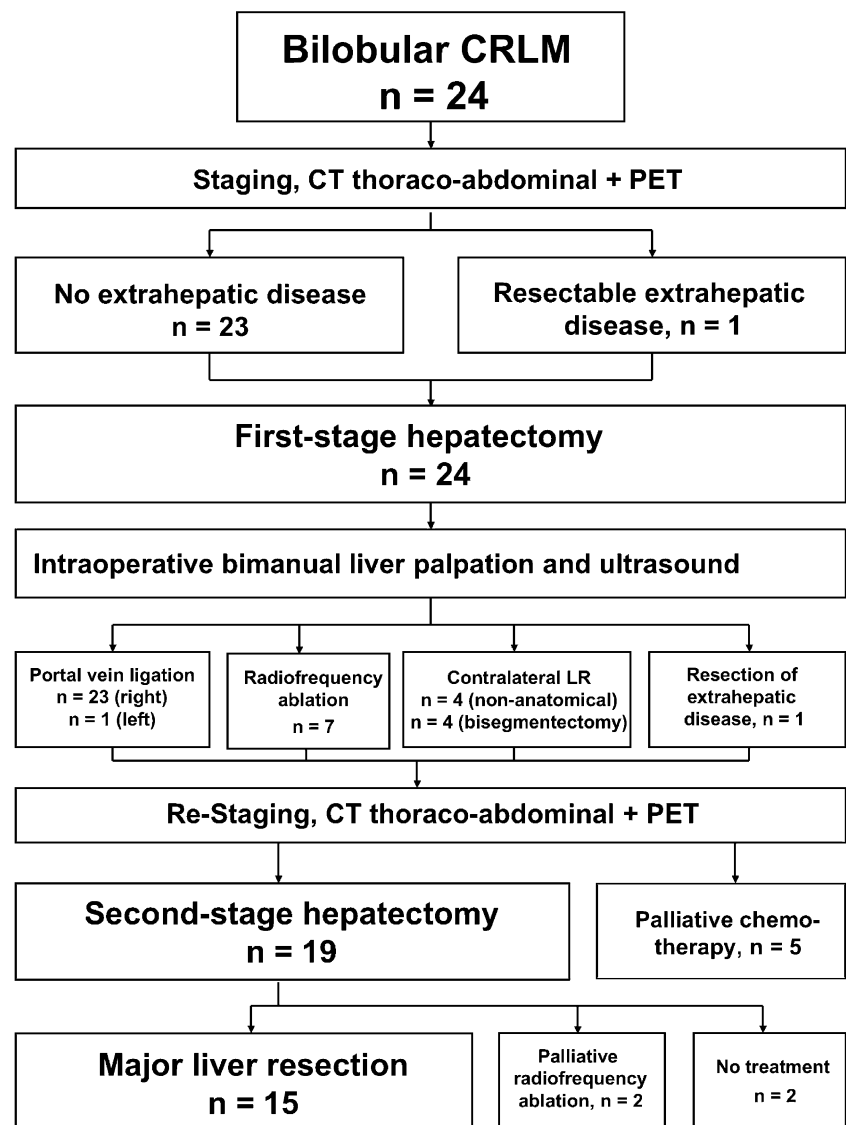 Bilobular CRLM
n = 24
Staging, CT thoraco-abdominal + PET
No extrahepatic disease
n = 23
Resectable extrahepatic
disease, n = 1
First-stage hepatectomy
n = 24
Intraoperative bimanual liver palpation and ultrasound
Portal vein ligation
n = 23 (right)
n = 1 (left)
Radiofrequency
ablation
n = 7
Contralateral LR
n = 4 (non-anatomical)
n = 4 (bisegmentectomy)
Resection of
extrahepatic
disease, n = 1
Re-Staging, CT thoraco-abdominal + PET
Second-stage hepatectomy
n = 19
Palliative chemo-
therapy, n = 5
Major liver resection
n = 15
Palliative
radiofrequency
ablation, n = 2
No treatment
n = 2